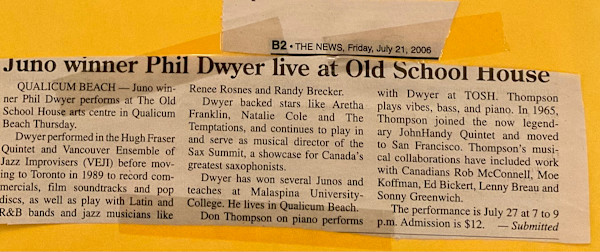 B2 • THE NEWS, Friday, July 21, 2006
Juno winner Phil Dwyer live at Old School House
QUALICUM BEACH — Juno win-
ner Phil Dwyer performs at The Old
School House arts centre in Qualicum
Beach Thursday.
Dwyer performed in the Hugh Fraser
Quintet and Vancouver Ensemble of
Jazz Improvisers (VEJI) before mov-
ing to Toronto in 1989 to record com-
mercials, film soundtracks and pop
discs, as well as play with Latin and
R&B bands and jazz musicians like
Renee Rosnes and Randy Brecker.
Dwyer backed stars like Aretha
Franklin, Natalie Cole and The
Temptations, and continues to play in
and serve as musical director of the
Sax Summit, a showcase for Canada's
greatest saxophonists.
Dwyer has won several Junos and
teaches at Malaspina University-
College. He lives in Qualicum Beach.
Don Thompson on piano performs
with Dwyer at TOSH. Thompson
plays vibes, bass, and piano. In 1965,
Thompson joined the now legend-
ary JohnHandy Quintet and moved
to San Francisco. Thompson's musi-
cal collaborations have included work
with Canadians Rob McConnell, Moe
Koffman, Ed Bickert, Lenny Breau and
Sonny Greenwich.
The performance is July 27 at 7 to 9
p.m. Admission is $12. — Submitted